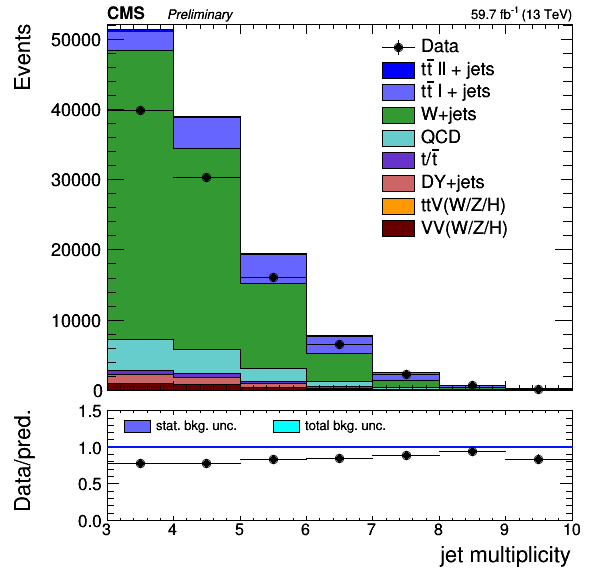 CMS Preliminary 59.7 fb⁻¹ (13 TeV)
Events
50000
40000
30000
20000
10000
0
Data
tt̄ ll + jets
tt̄ l + jets
W+jets
QCD
t/t̄
DY+jets
ttV(W/Z/H)
VV(W/Z/H)
Data/pred.
1.5
1.0
0.5
0.0
stat. bkg. unc. total bkg. unc.
3 4 5 6 7 8 9 10
jet multiplicity